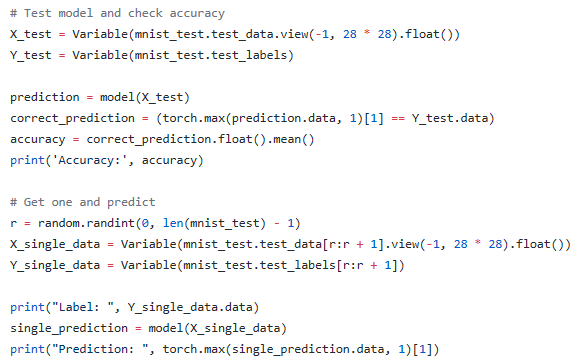 # Test model and check accuracy
X_test = Variable(mnist_test.test_data.view(-1, 28 * 28).float())
Y_test = Variable(mnist_test.test_labels)
prediction = model(X_test)
correct_prediction = (torch.max(prediction.data, 1)[1] == Y_test.data)
accuracy = correct_prediction.float().mean()
print('Accuracy:', accuracy)
# Get one and predict
r = random.randint(0, len(mnist_test) - 1)
X_single_data = Variable(mnist_test.test_data[r:r + 1].view(-1, 28 * 28).float())
Y_single_data = Variable(mnist_test.test_labels[r:r + 1])
print("Label: ", Y_single_data.data)
single_prediction = model(X_single_data)
print("Prediction: ", torch.max(single_prediction.data, 1)[1])